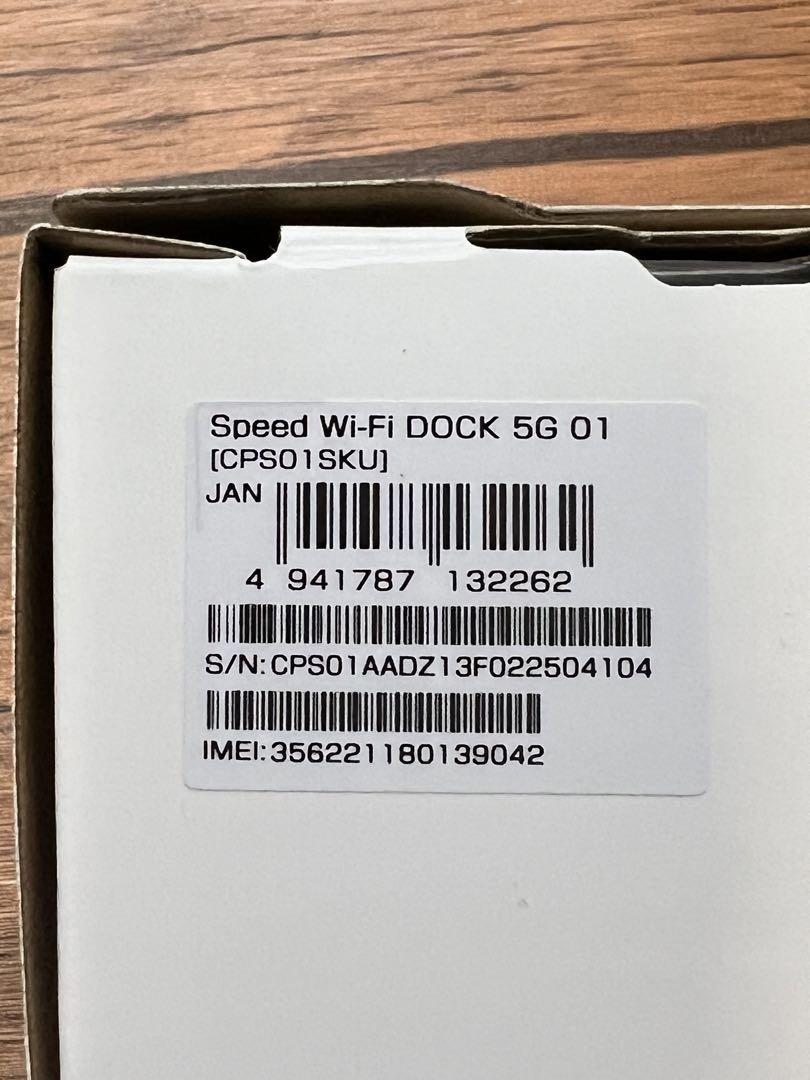 Speed Wi-Fi DOCK 5G 01
[CPS01SKU]
JAN
4 941787 132262
S/N:CPS01AADZ13F022504104
IMEI:356221180139042